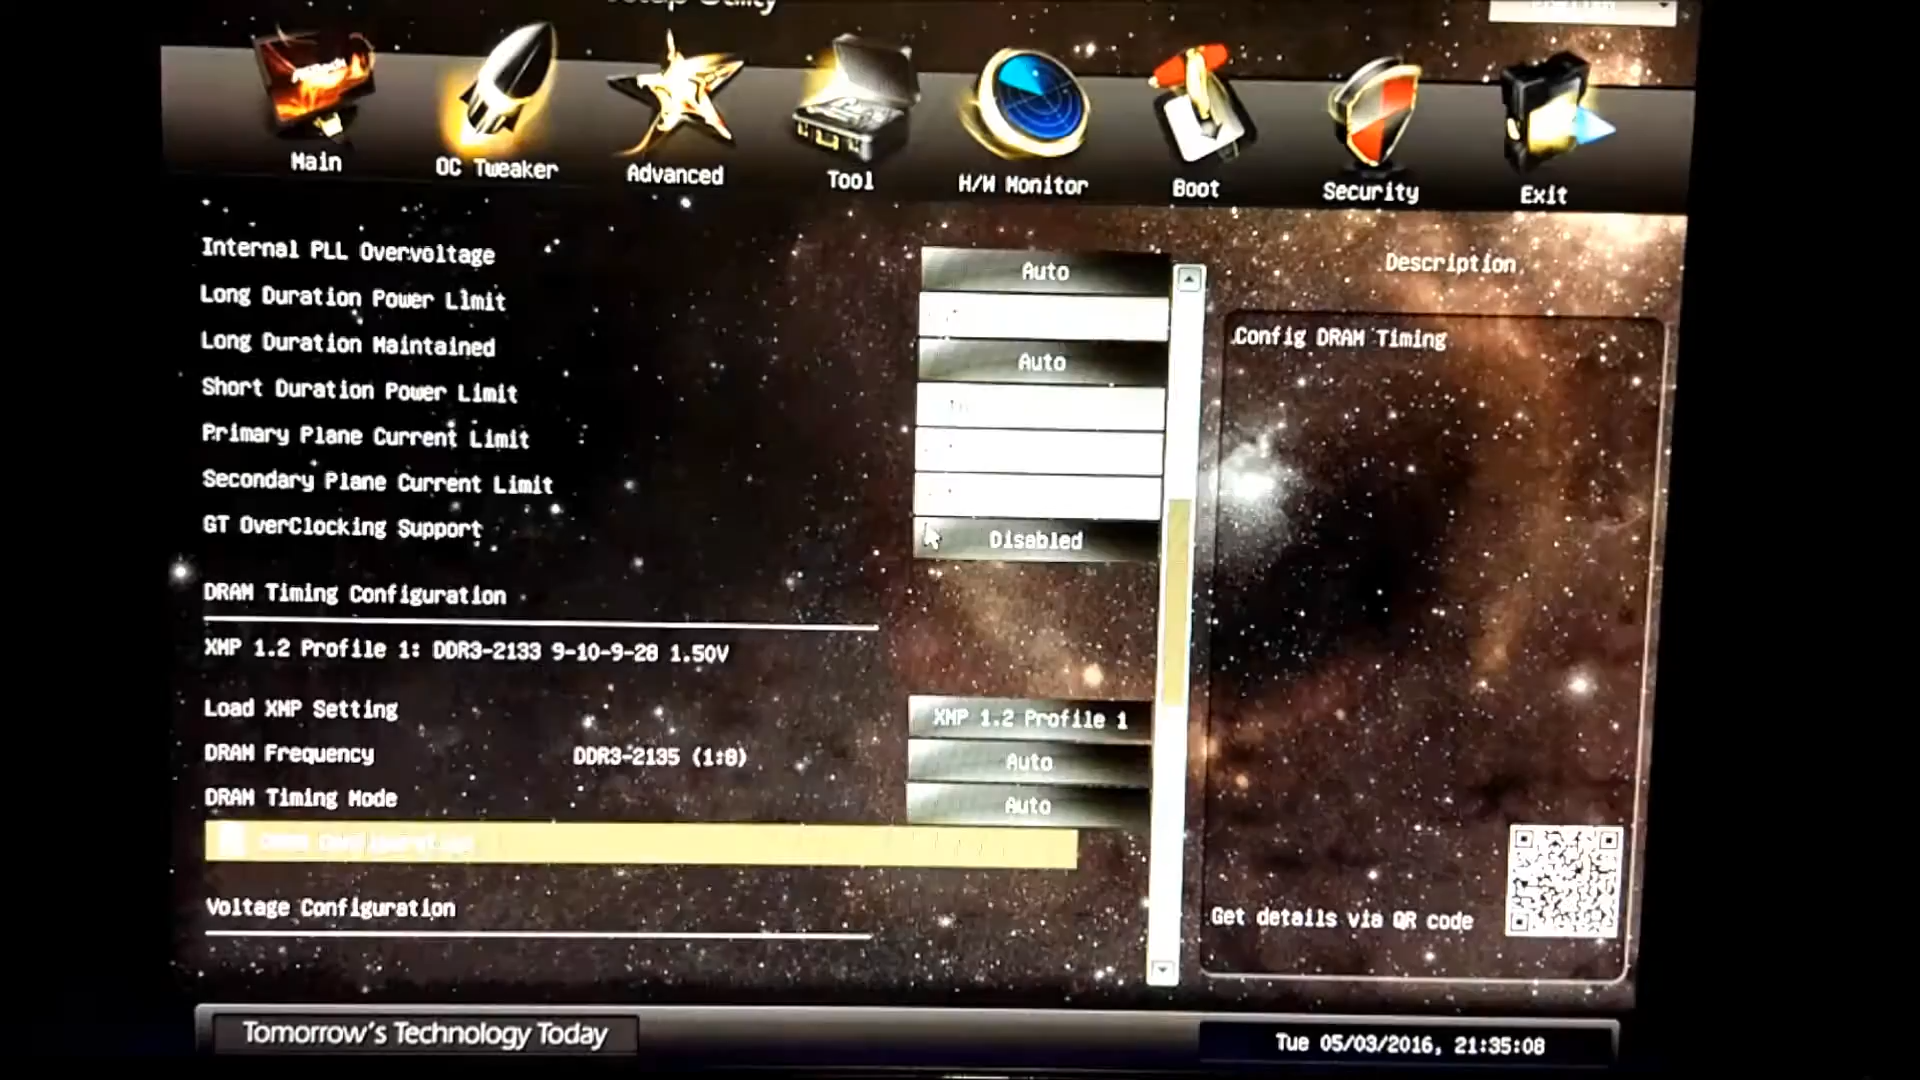 Utility
Main
OC Tweaker
Advanced
Tool
H/W Monitor
Boot
Security
Exit
Internal PLL Overvoltage
Auto
Long Duration Power Limit
Long Duration Maintained
Auto
Short Duration Power Limit
Primary Plane Current Limit
Secondary Plane Current Limit
GT OverClocking Support
Disabled
DRAM Timing Configuration
XMP 1.2 Profile 1: DDR3-2133 9-10-9-28 1.50V
Load XMP Setting
XMP 1.2 Profile 1
DRAM Frequency DDR3-2135 (1:8)
Auto
DRAM Timing Mode
Auto
Voltage Configuration
Description
Config DRAM Timing
Get details via QR code
Tomorrow's Technology Today
Tue 05/03/2016, 21:35:08